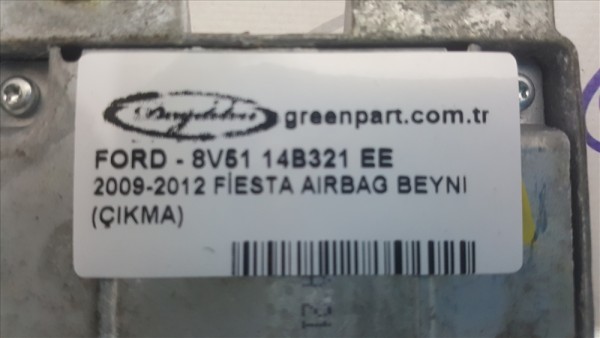 greenpart.com.tr
FORD - 8V51 14B321 EE
2009-2012 FİESTA AIRBAG BEYNI
(ÇIKMA)